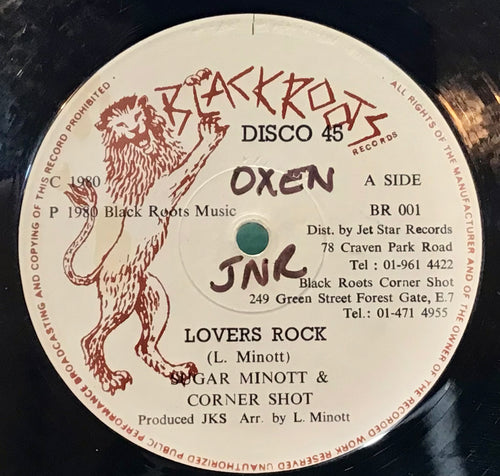 BLACKROOTS
RECORDS
DISCO 45
C 1980
OXEN
A SIDE
P 1980 Black Roots Music
BR 001
Dist. by Jet Star Records
78 Craven Park Road
Tel : 01-961 4422
JNR
Black Roots Corner Shot
249 Green Street Forest Gate, E.7
Tel.: 01-471 4955
LOVERS ROCK
(L. Minott)
SUGAR MINOTT &
CORNER SHOT
Produced JKS Arr. by L. Minott
ALL RIGHTS OF THE MANUFACTURER AND OF THE OWNER OF THE RECORDED WORK RESERVED UNAUTHORIZED PUBLIC PERFORMANCE BROADCASTING AND COPYING OF THIS RECORD PROHIBITED.